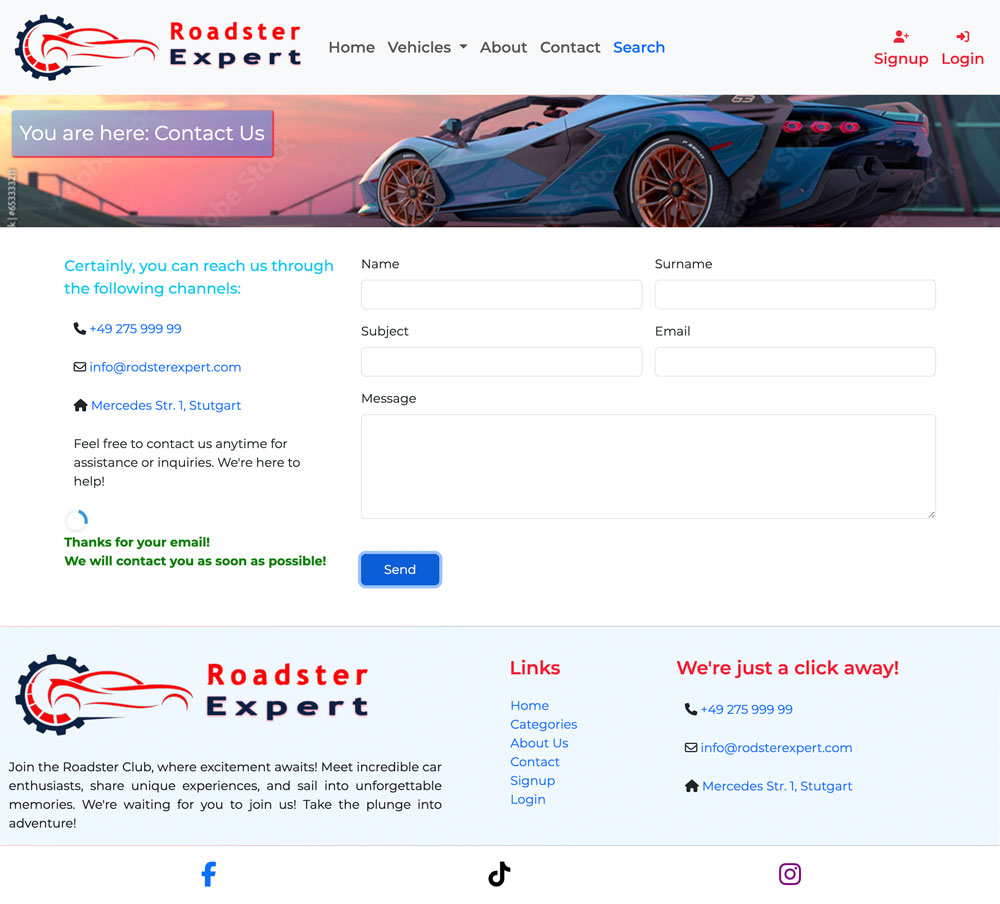 Roadster
Expert
Home Vehicles About Contact Search
Signup Login
You are here: Contact Us
63
Adobe Stock
Certainly, you can reach us through
the following channels:
+49 275 999 99
info@rodsterexpert.com
Mercedes Str. 1, Stutgart
Feel free to contact us anytime for
assistance or inquiries. We're here to
help!
Thanks for your email!
We will contact you as soon as possible!
Name
Surname
Subject
Email
Message
Send
Roadster
Expert
Join the Roadster Club, where excitement awaits! Meet incredible car
enthusiasts, share unique experiences, and sail into unforgettable
memories. We're waiting for you to join us! Take the plunge into
adventure!
Links
Home
Categories
About Us
Contact
Signup
Login
We're just a click away!
+49 275 999 99
info@rodsterexpert.com
Mercedes Str. 1, Stutgart